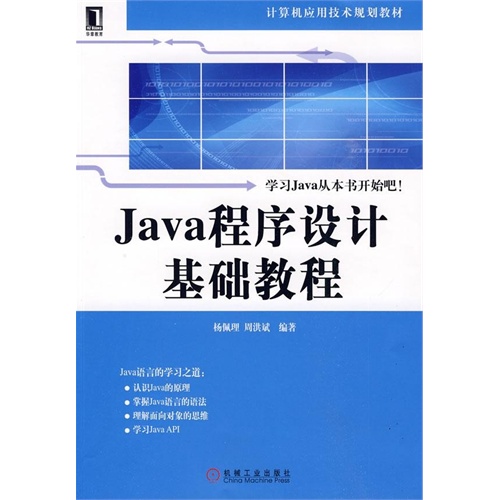 计算机应用技术规划教材
华章教育
学习Java从本书开始吧！
Java程序设计
基础教程
杨佩理 周洪斌 编著
Java语言的学习之道：
● 认识Java的原理
● 掌握Java语言的语法
● 理解面向对象的思维
● 学习Java API
机械工业出版社
China Machine Press